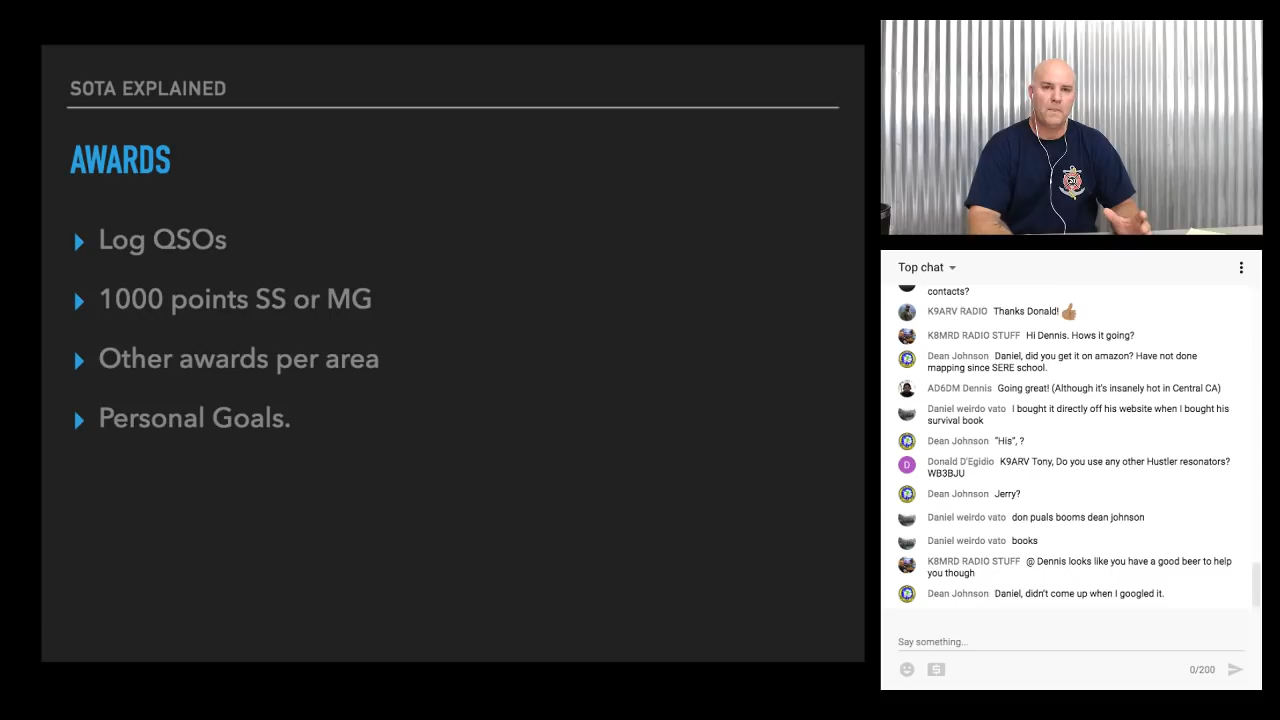 SOTA EXPLAINED
AWARDS
Log QSOs
1000 points SS or MG
Other awards per area
Personal Goals.
Top chat
contacts?
K9ARV RADIO Thanks Donald!
K8MRD RADIO STUFF Hi Dennis. Hows it going?
Dean Johnson Daniel, did you get it on amazon? Have not done
mapping since SERE school.
AD6DM Dennis Going great! (Although it's insanely hot in Central CA)
Daniel weirdo vato I bought it directly off his website when I bought his
survival book
Dean Johnson "His", ?
D
Donald D'Egidio K9ARV Tony, Do you use any other Hustler resonators?
WB3BJU
Dean Johnson Jerry?
Daniel weirdo vato don puals booms dean johnson
Daniel weirdo vato books
K8MRD RADIO STUFF @ Dennis looks like you have a good beer to help
you though
Dean Johnson Daniel, didn't come up when I googled it.
Say something...
0/200